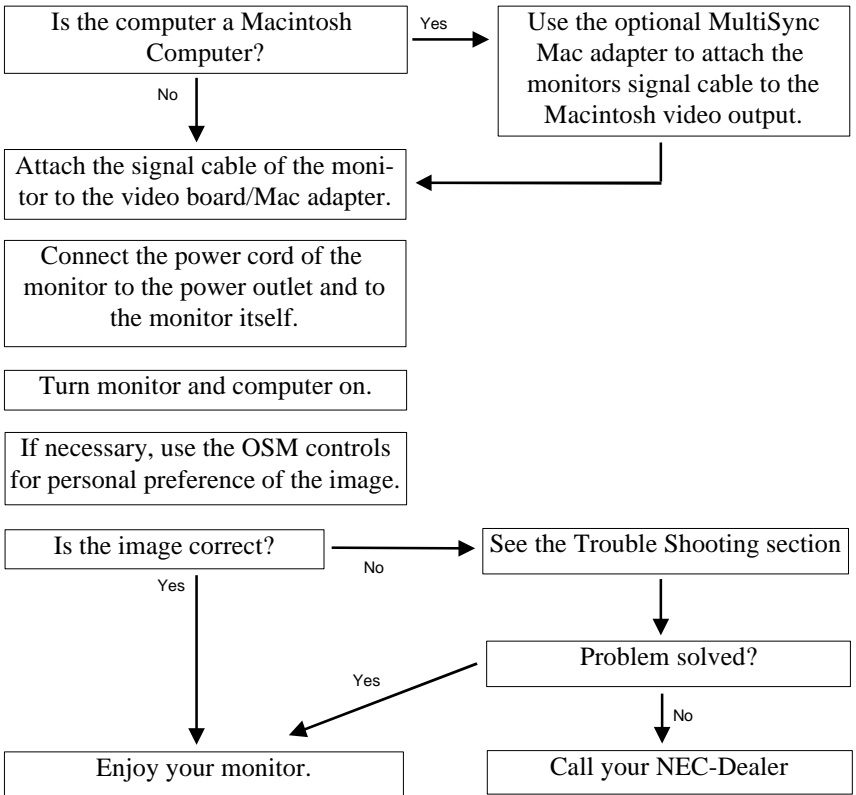 Is the computer a Macintosh
Computer?
Yes
Use the optional MultiSync
Mac adapter to attach the
monitors signal cable to the
Macintosh video output.
No
Attach the signal cable of the moni-
tor to the video board/Mac adapter.
Connect the power cord of the
monitor to the power outlet and to
the monitor itself.
Turn monitor and computer on.
If necessary, use the OSM controls
for personal preference of the image.
Is the image correct?
No
See the Trouble Shooting section
Yes
Problem solved?
Yes
No
Enjoy your monitor.
Call your NEC-Dealer